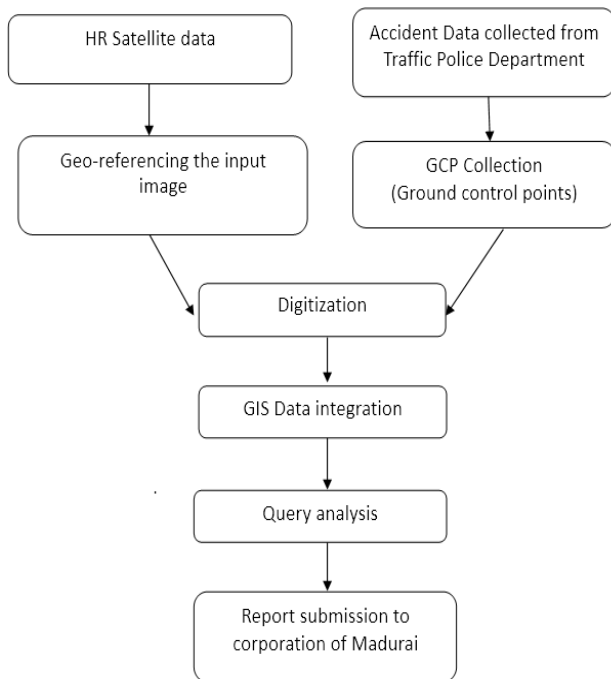 HR Satellite data
Accident Data collected from
Traffic Police Department
Geo-referencing the input
image
GCP Collection
(Ground control points)
Digitization
GIS Data integration
Query analysis
Report submission to
corporation of Madurai